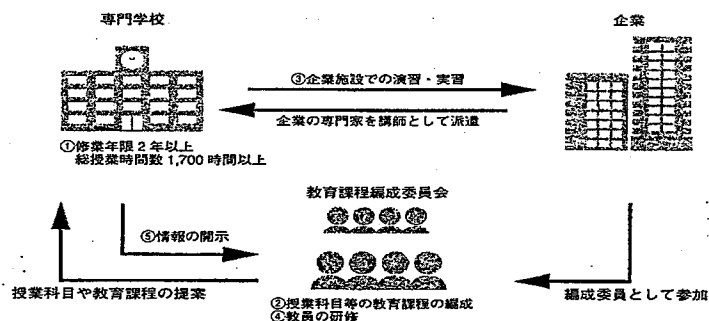 専門学校
企業
③企業施設での演習・実習
企業の専門家を講師として派遣
①修業年限2年以上
総授業時間数1,700時間以上
教育課程編成委員会
⑤情報の開示
授業科目や教育課程の提案
②授業科目等の教育課程の編成
④教員の研修
編成委員として参加